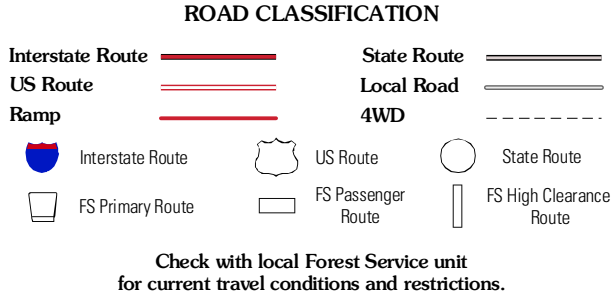 ROAD CLASSIFICATION
Interstate Route
State Route
US Route
Local Road
Ramp
4WD
Interstate Route
US Route
State Route
FS Primary Route
FS Passenger
Route
FS High Clearance
Route
Check with local Forest Service unit
for current travel conditions and restrictions.